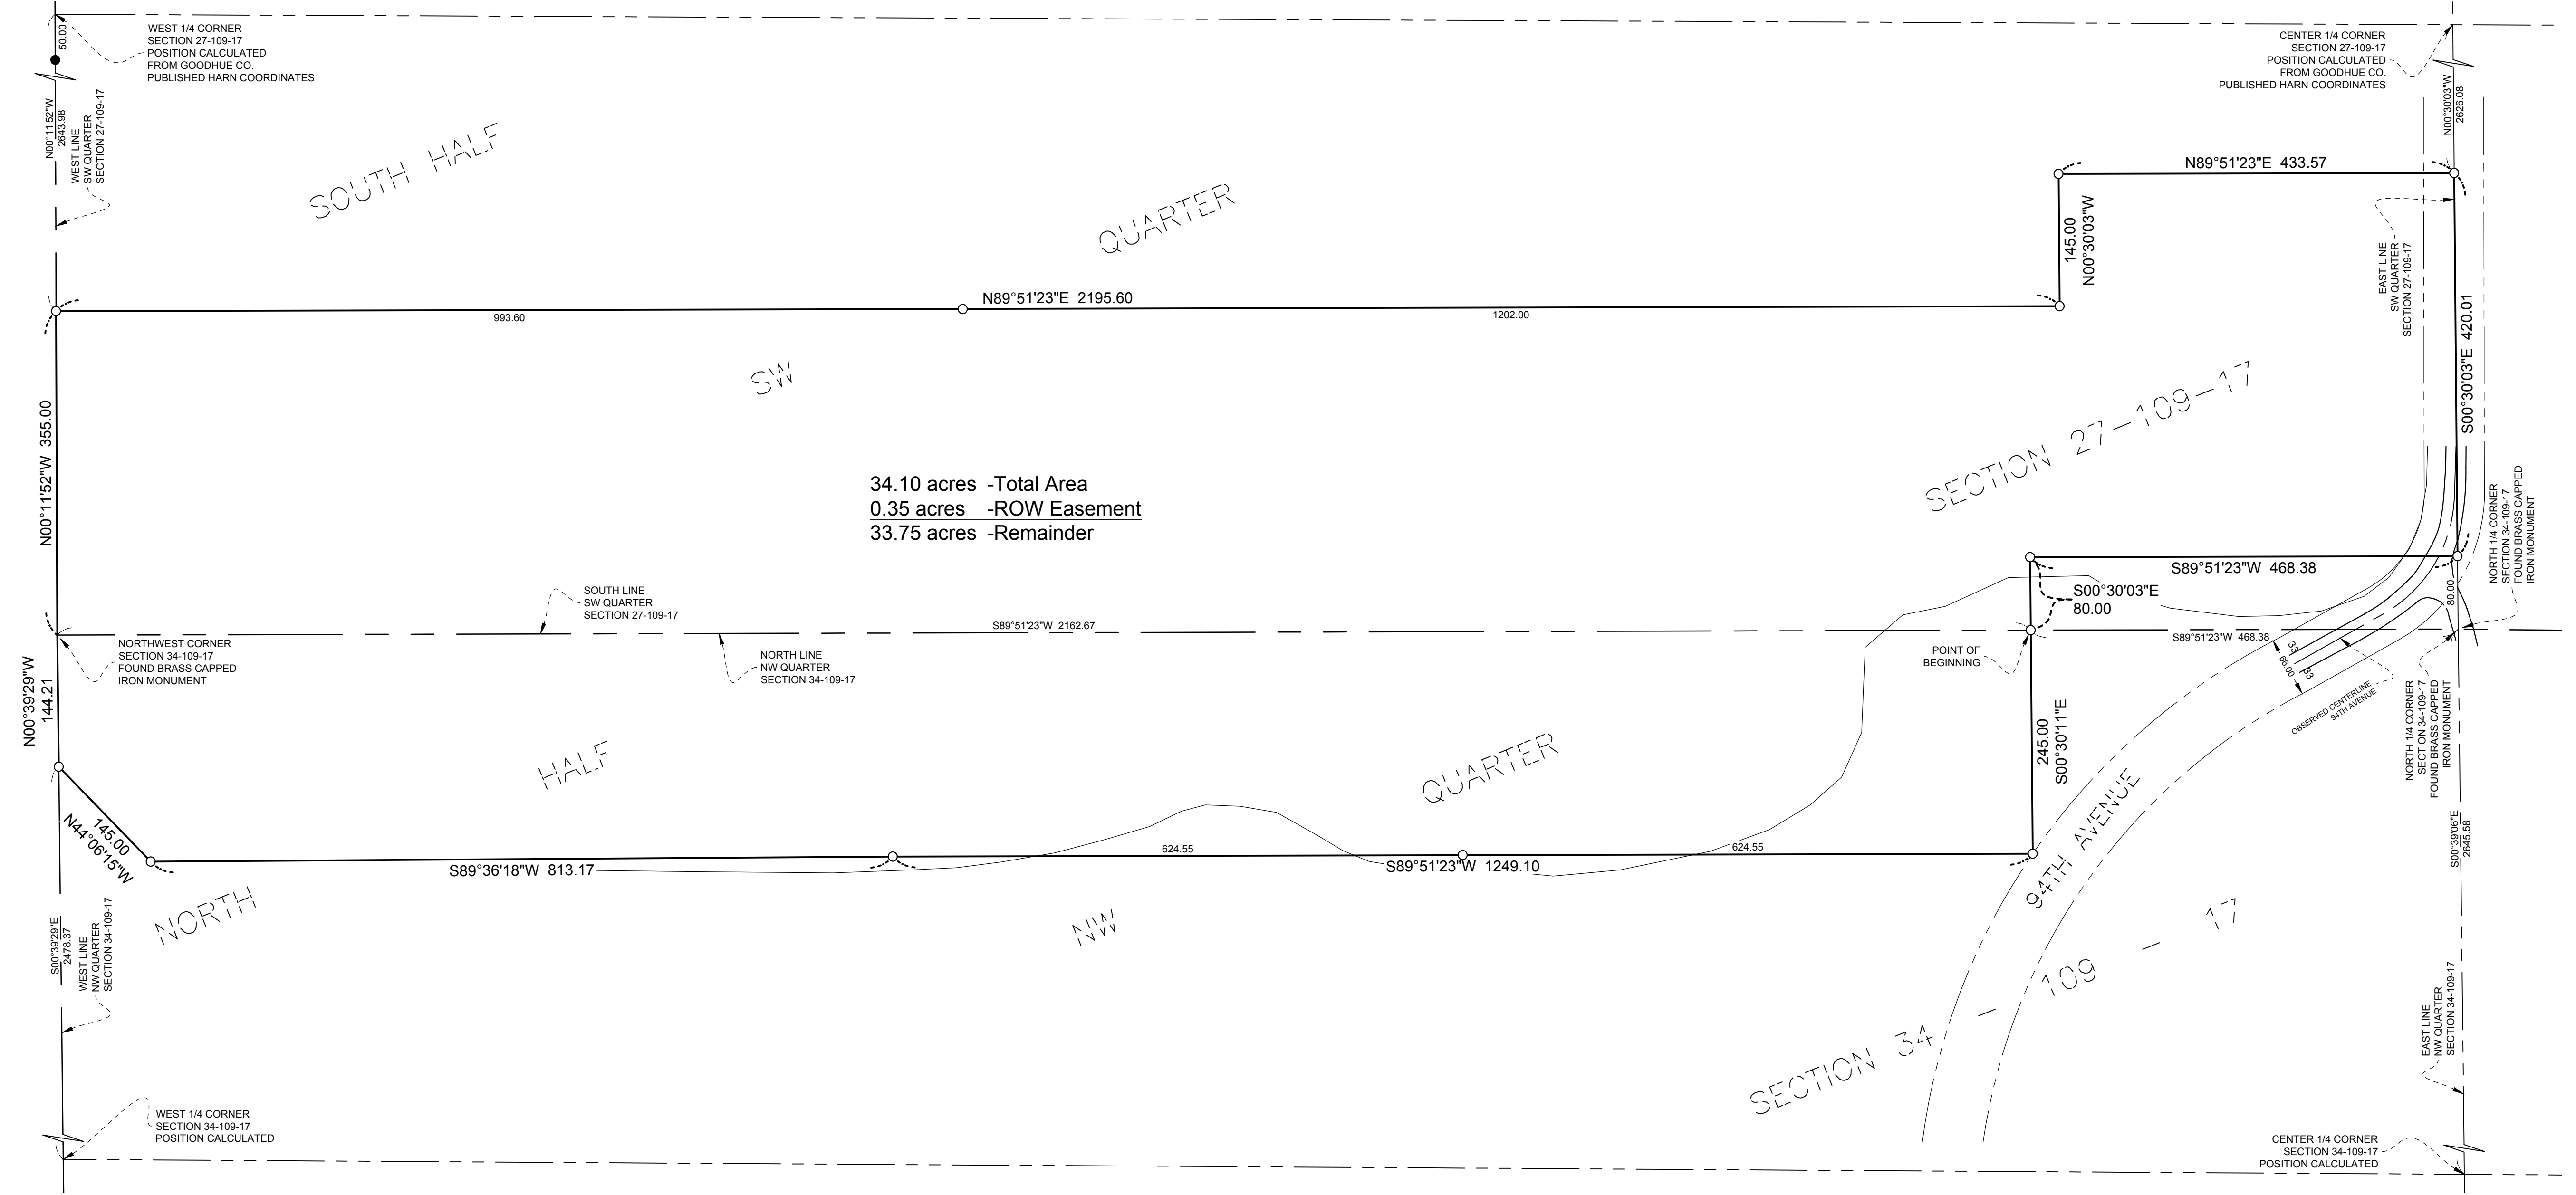 50.00
WEST 1/4 CORNER
SECTION 27-109-17
POSITION CALCULATED
FROM GOODHUE CO.
PUBLISHED HARN COORDINATES
CENTER 1/4 CORNER
SECTION 27-109-17
POSITION CALCULATED
FROM GOODHUE CO.
PUBLISHED HARN COORDINATES
N00°11'52"W
2643.98
WEST LINE
SW QUARTER
SECTION 27-109-17
N00°30'03"W
2626.08
SOUTH HALF
QUARTER
N89°51'23"E 433.57
145.00
N00°30'03"W
EAST LINE
SW QUARTER
SECTION 27-109-17
S00°30'03"E 420.01
N89°51'23"E 2195.60
993.60
1202.00
SW
SECTION 27-109-17
N00°11'52"W 355.00
34.10 acres -Total Area
0.35 acres -ROW Easement
33.75 acres -Remainder
NORTH 1/4 CORNER
SECTION 34-109-17
FOUND BRASS CAPPED
IRON MONUMENT
S89°51'23"W 468.38
S00°30'03"E
80.00
80.00
SOUTH LINE
SW QUARTER
SECTION 27-109-17
S89°51'23"W 2162.67
S89°51'23"W 468.38
NORTHWEST CORNER
SECTION 34-109-17
FOUND BRASS CAPPED
IRON MONUMENT
NORTH LINE
NW QUARTER
SECTION 34-109-17
POINT OF
BEGINNING
33
66.00
33
OBSERVED CENTERLINE
94TH AVENUE
NORTH 1/4 CORNER
SECTION 34-109-17
FOUND BRASS CAPPED
IRON MONUMENT
N00°39'29"W
144.21
245.00
S00°30'11"E
HALF
QUARTER
94TH AVENUE
145.00
N44°06'15"W
S89°36'18"W 813.17
624.55
S89°51'23"W 1249.10
624.55
S00°39'06"E
2645.58
NORTH
NW
SECTION 34 - 109 - 17
S00°39'29"E
2478.37
WEST LINE
NW QUARTER
SECTION 34-109-17
EAST LINE
NW QUARTER
SECTION 34-109-17
WEST 1/4 CORNER
SECTION 34-109-17
POSITION CALCULATED
CENTER 1/4 CORNER
SECTION 34-109-17
POSITION CALCULATED